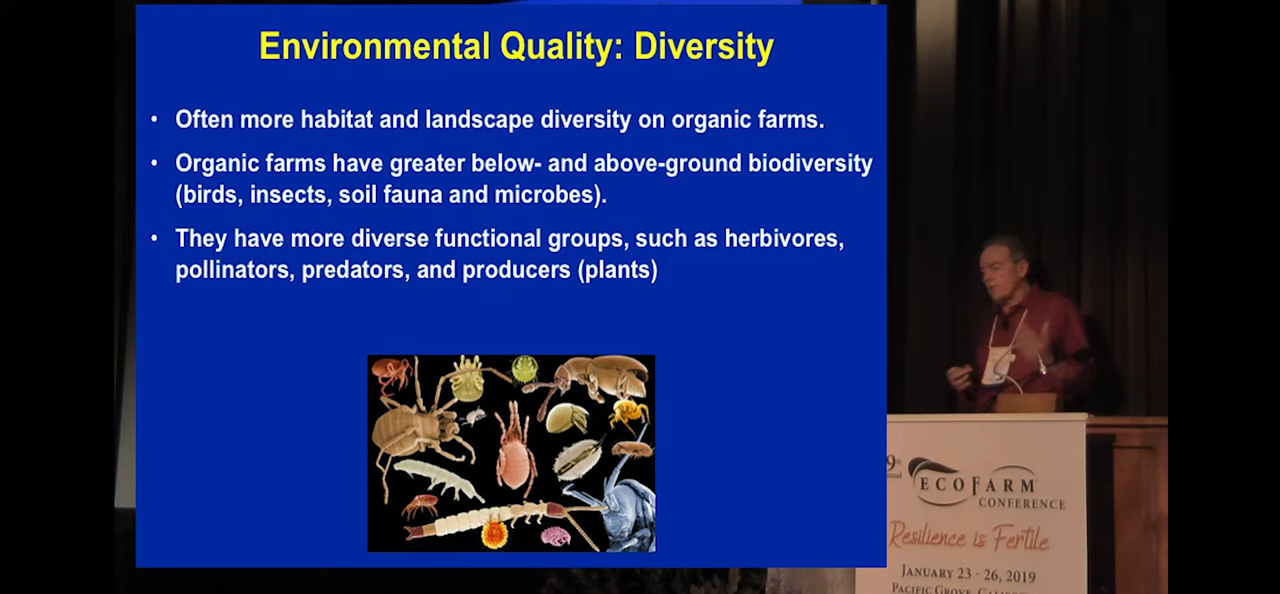 Environmental Quality: Diversity
• Often more habitat and landscape diversity on organic farms.
• Organic farms have greater below- and above-ground biodiversity
(birds, insects, soil fauna and microbes).
• They have more diverse functional groups, such as herbivores,
pollinators, predators, and producers (plants)
ECOFARM
CONFERENCE
Resilience is Fertile
JANUARY 23 - 26, 2019
PACIFIC GROVE,